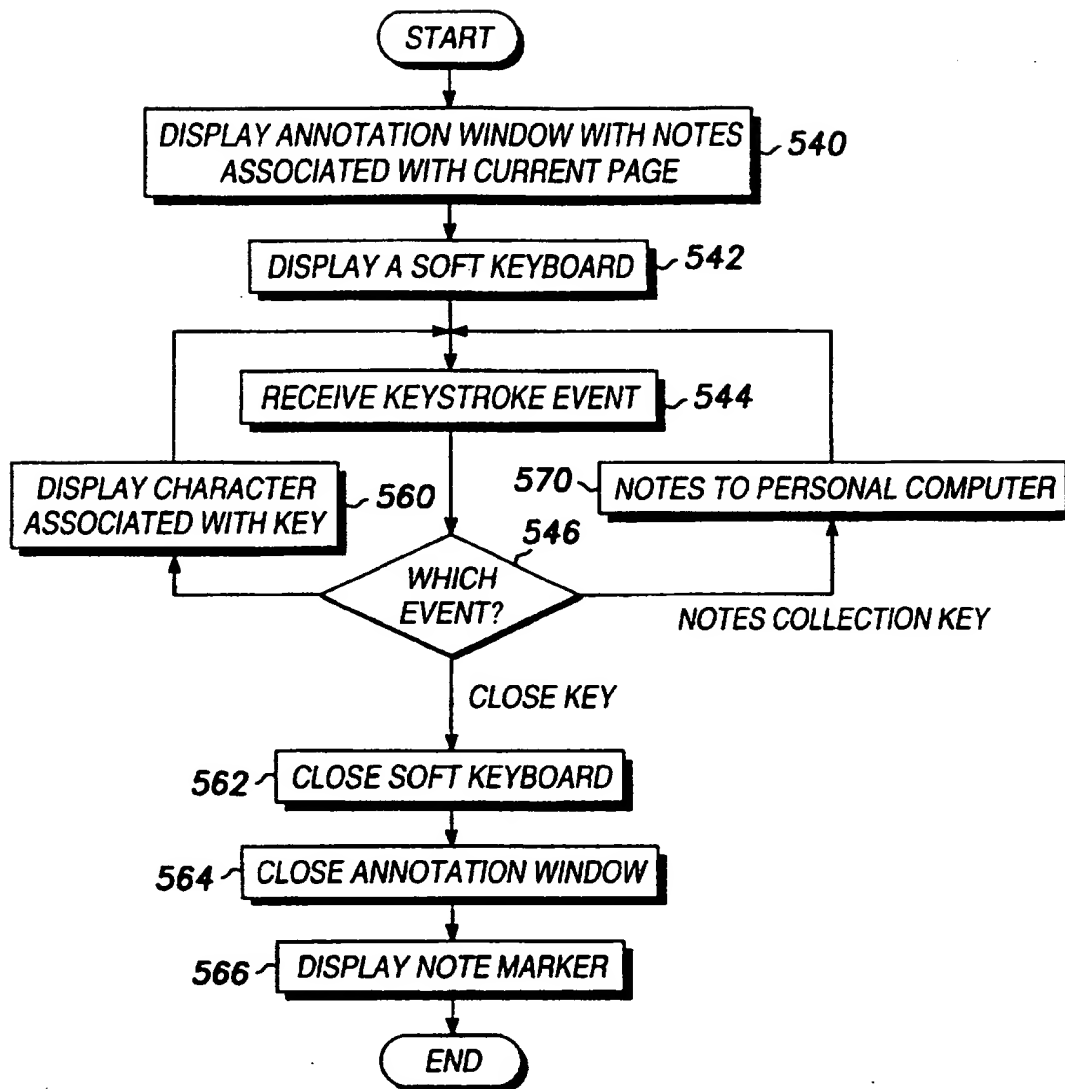 START
DISPLAY ANNOTATION WINDOW WITH NOTES
ASSOCIATED WITH CURRENT PAGE
540
DISPLAY A SOFT KEYBOARD
542
RECEIVE KEYSTROKE EVENT
544
DISPLAY CHARACTER
ASSOCIATED WITH KEY
560
570
NOTES TO PERSONAL COMPUTER
546
WHICH
EVENT?
NOTES COLLECTION KEY
CLOSE KEY
562
CLOSE SOFT KEYBOARD
564
CLOSE ANNOTATION WINDOW
566
DISPLAY NOTE MARKER
END